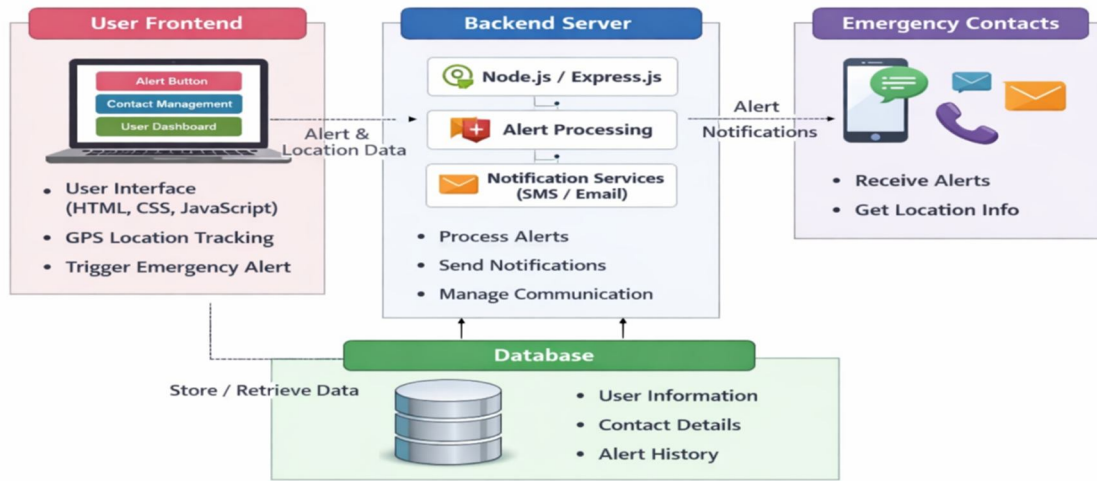 User Frontend
Alert Button
Contact Management
User Dashboard
• User Interface
(HTML, CSS, JavaScript)
• GPS Location Tracking
• Trigger Emergency Alert
Alert &
Location Data
Backend Server
Node.js / Express.js
Alert Processing
Notification Services
(SMS / Email)
• Process Alerts
• Send Notifications
• Manage Communication
Alert
Notifications
Emergency Contacts
• Receive Alerts
• Get Location Info
Store / Retrieve Data
Database
• User Information
• Contact Details
• Alert History